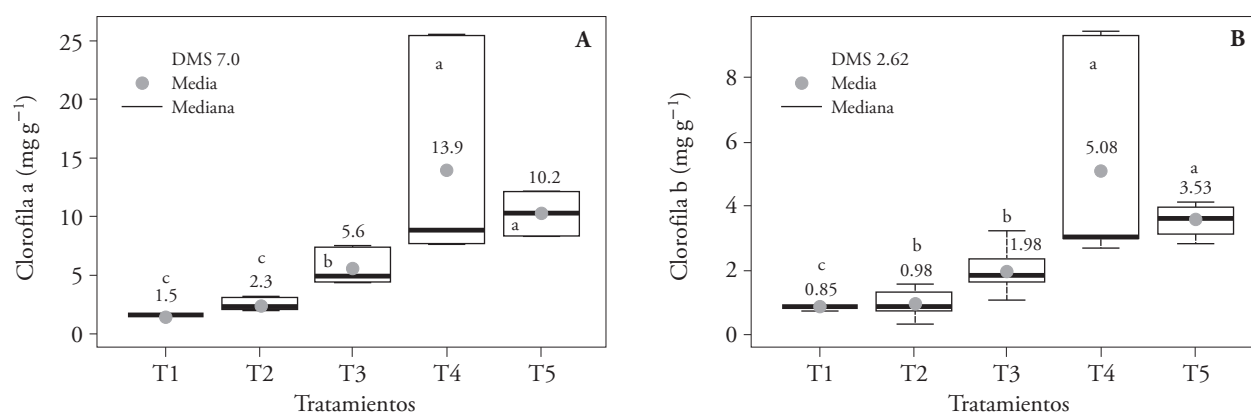 A
DMS 7.0
Media
Mediana
Clorofila a (mg g⁻¹)
25
20
15
10
5
0
c
1.5
c
2.3
5.6
b
a
13.9
10.2
a
T1 T2 T3 T4 T5
Tratamientos
B
DMS 2.62
Media
Mediana
Clorofila b (mg g⁻¹)
8
6
4
2
0
c
0.85
b
0.98
b
1.98
a
5.08
a
3.53
T1 T2 T3 T4 T5
Tratamientos